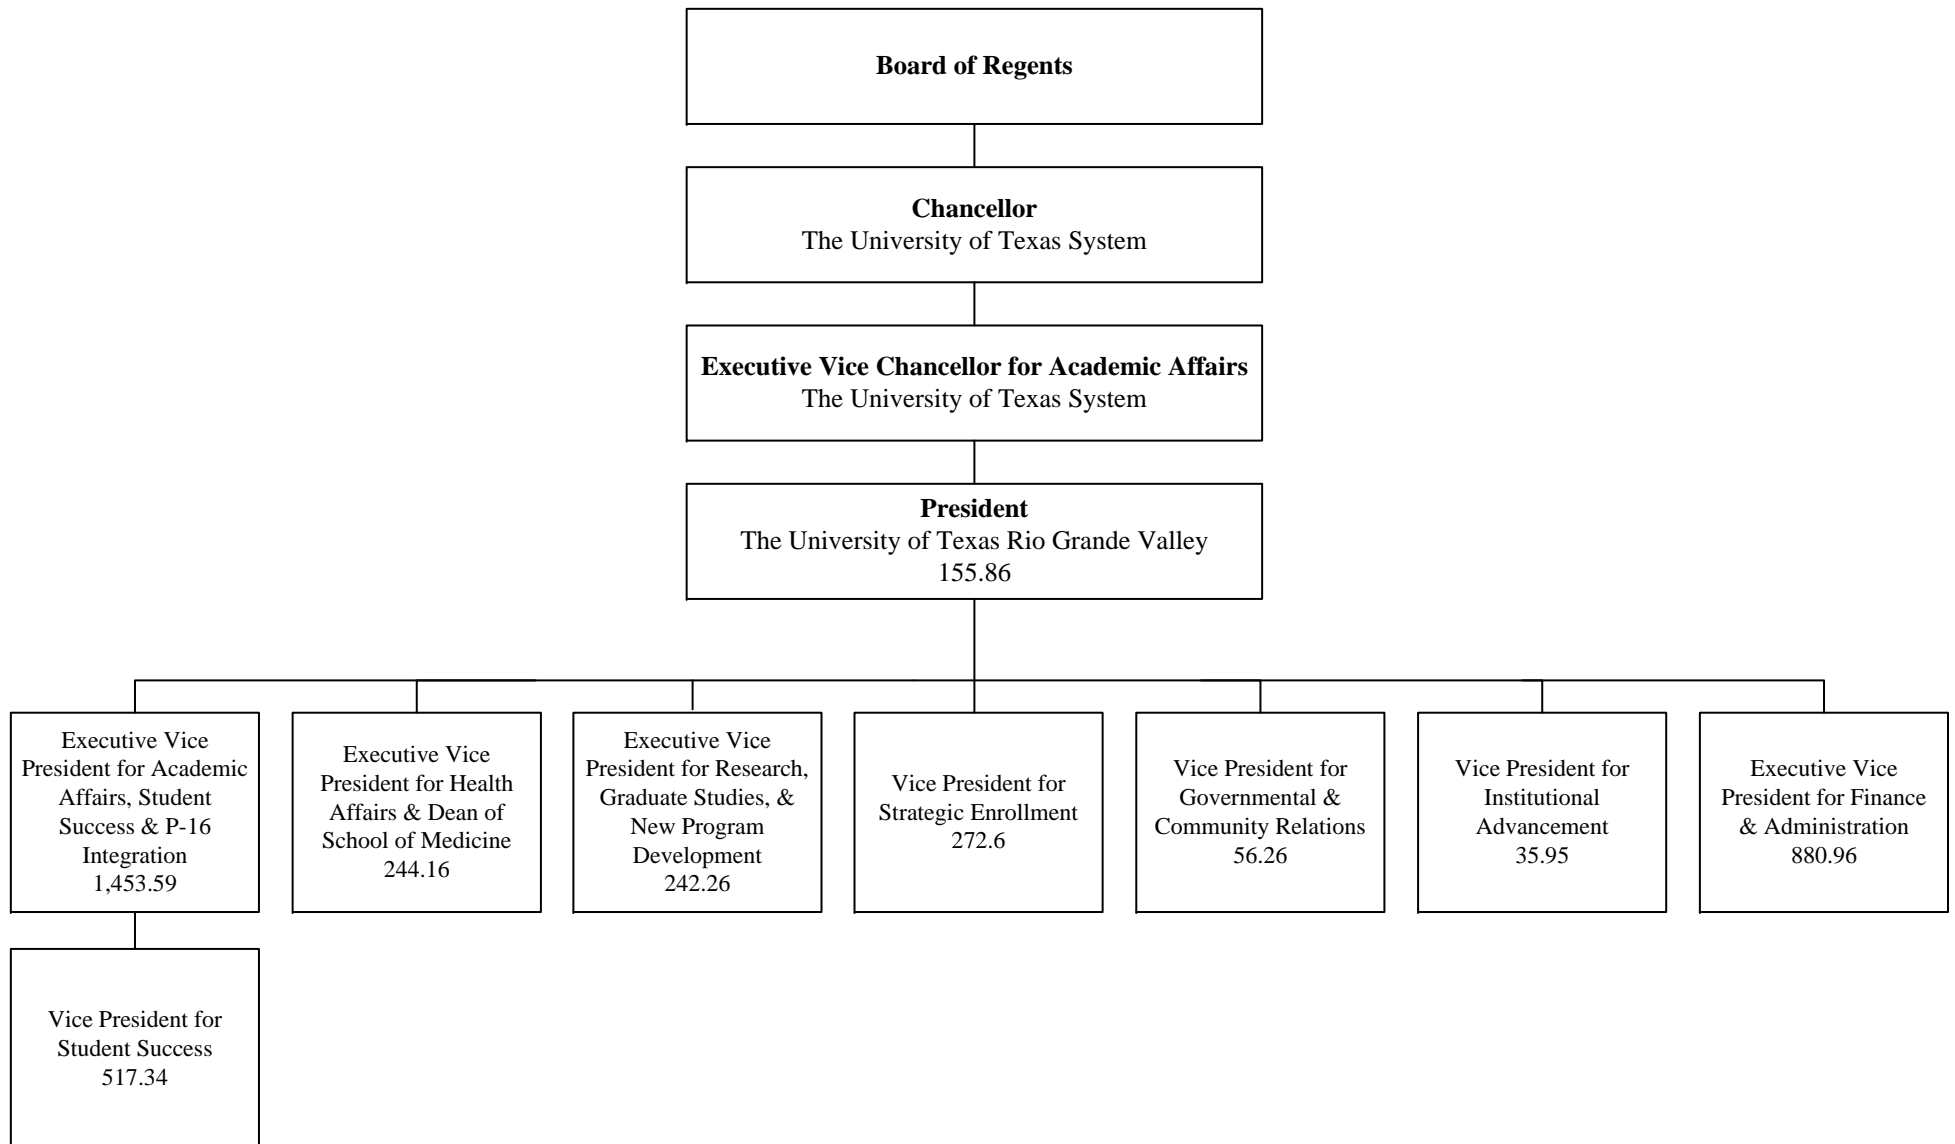 Board of Regents
Chancellor
The University of Texas System
Executive Vice Chancellor for Academic Affairs
The University of Texas System
President
The University of Texas Rio Grande Valley
155.86
Executive Vice
President for Academic
Affairs, Student
Success & P-16
Integration
1,453.59
Executive Vice
President for Health
Affairs & Dean of
School of Medicine
244.16
Executive Vice
President for Research,
Graduate Studies, &
New Program
Development
242.26
Vice President for
Strategic Enrollment
272.6
Vice President for
Governmental &
Community Relations
56.26
Vice President for
Institutional
Advancement
35.95
Executive Vice
President for Finance
& Administration
880.96
Vice President for
Student Success
517.34